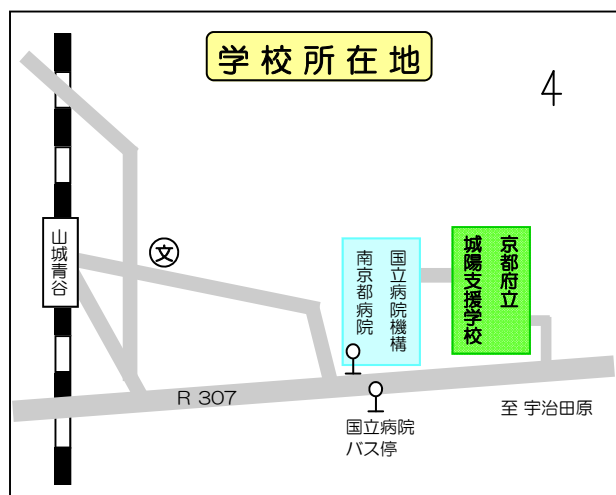 学校所在地
4
山城青谷
文
国立病院機構
南京都病院
京都府立
城陽支援学校
R 307
国立病院
バス停
至 宇治田原